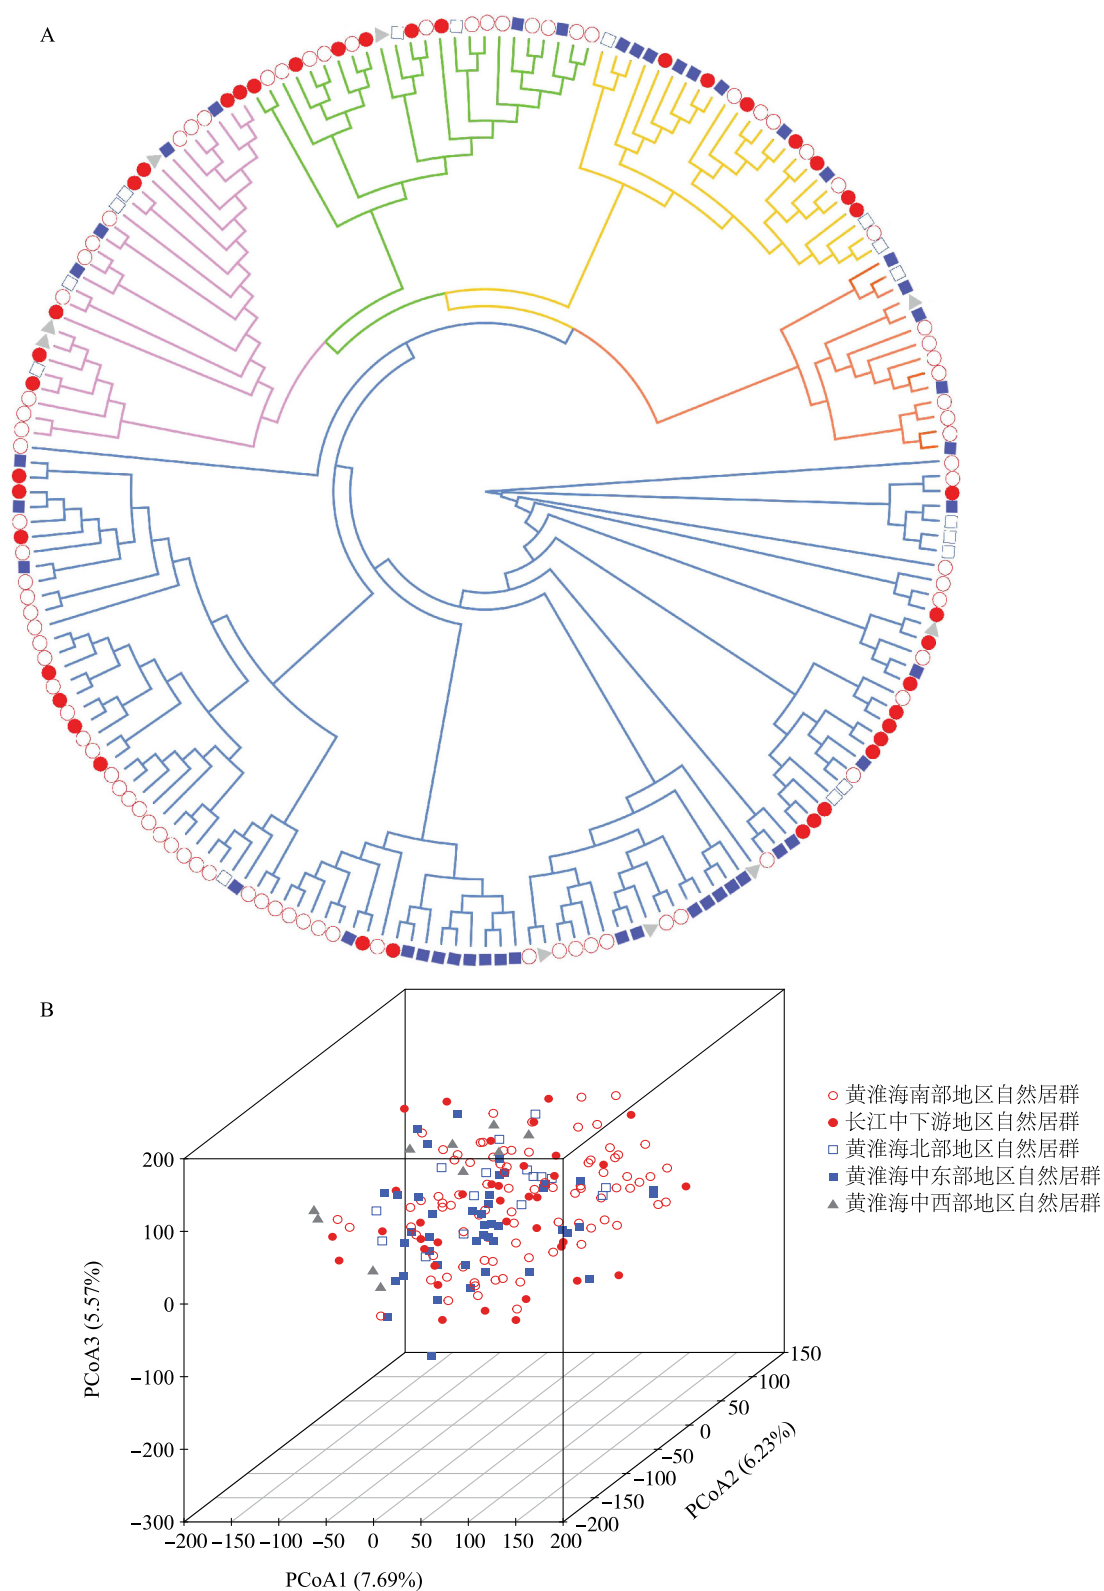 A
B
黄淮海南部地区自然居群
长江中下游地区自然居群
黄淮海北部地区自然居群
黄淮海中东部地区自然居群
黄淮海中西部地区自然居群
200
100
0
−100
−200
−300
PCoA3 (5.57%)
150
100
50
0
−50
−100
−150
−200
PCoA2 (6.23%)
−200 −150 −100 −50 0 50 100 150 200
PCoA1 (7.69%)